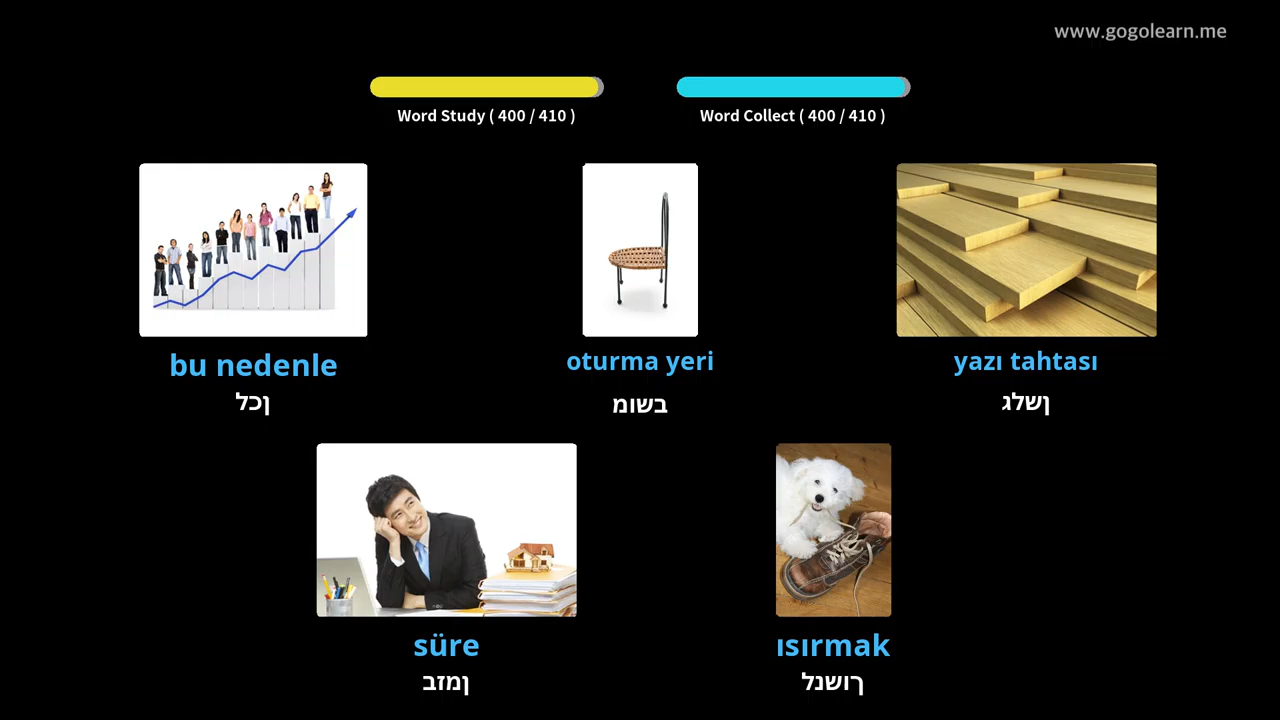 www.gogolearn.me
Word Study ( 400 / 410 )
Word Collect ( 400 / 410 )
bu nedenle
ןכל
oturma yeri
בשומ
yazı tahtası
ןשלג
süre
ןמזב
ısırmak
ךושנל